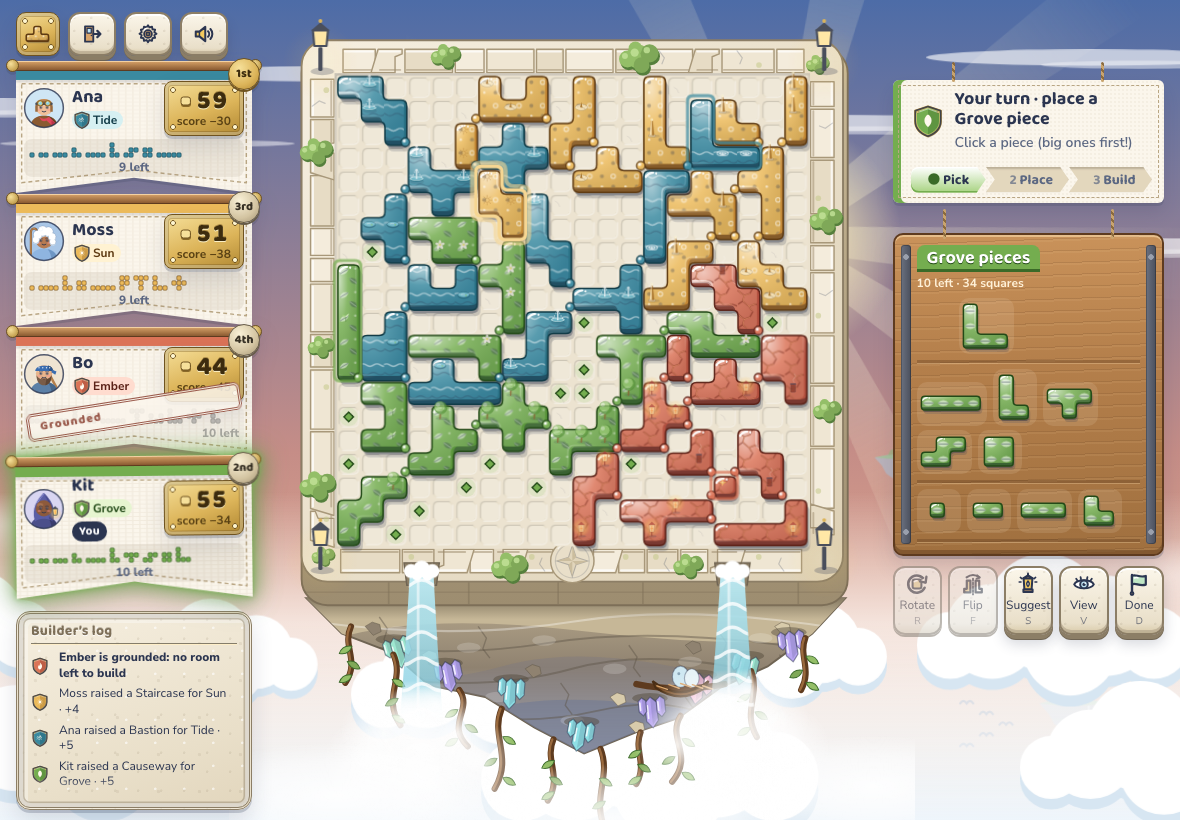 1st
Ana
Tide
59
score −30
9 left
3rd
Moss
Sun
51
score −38
9 left
4th
Bo
Ember
44
Grounded
10 left
2nd
Kit
Grove
You
55
score −34
10 left
Builder's log
Ember is grounded: no room
left to build
Moss raised a Staircase for Sun
· +4
Ana raised a Bastion for Tide ·
+5
Kit raised a Causeway for
Grove · +5
Your turn · place a
Grove piece
Click a piece (big ones first!)
Pick
2 Place
3 Build
Grove pieces
10 left · 34 squares
Rotate
R
Flip
F
Suggest
S
View
V
Done
D